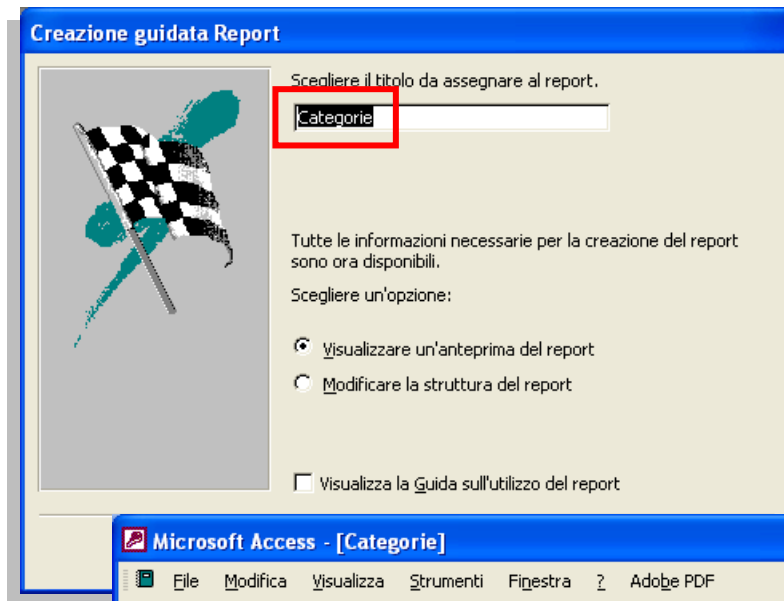 Creazione guidata Report
Scegliere il titolo da assegnare al report.
Categorie
Tutte le informazioni necessarie per la creazione del report
sono ora disponibili.
Scegliere un'opzione:
Visualizzare un'anteprima del report
Modificare la struttura del report
Visualizza la Guida sull'utilizzo del report
Microsoft Access - [Categorie]
File Modifica Visualizza Strumenti Finestra ? Adobe PDF